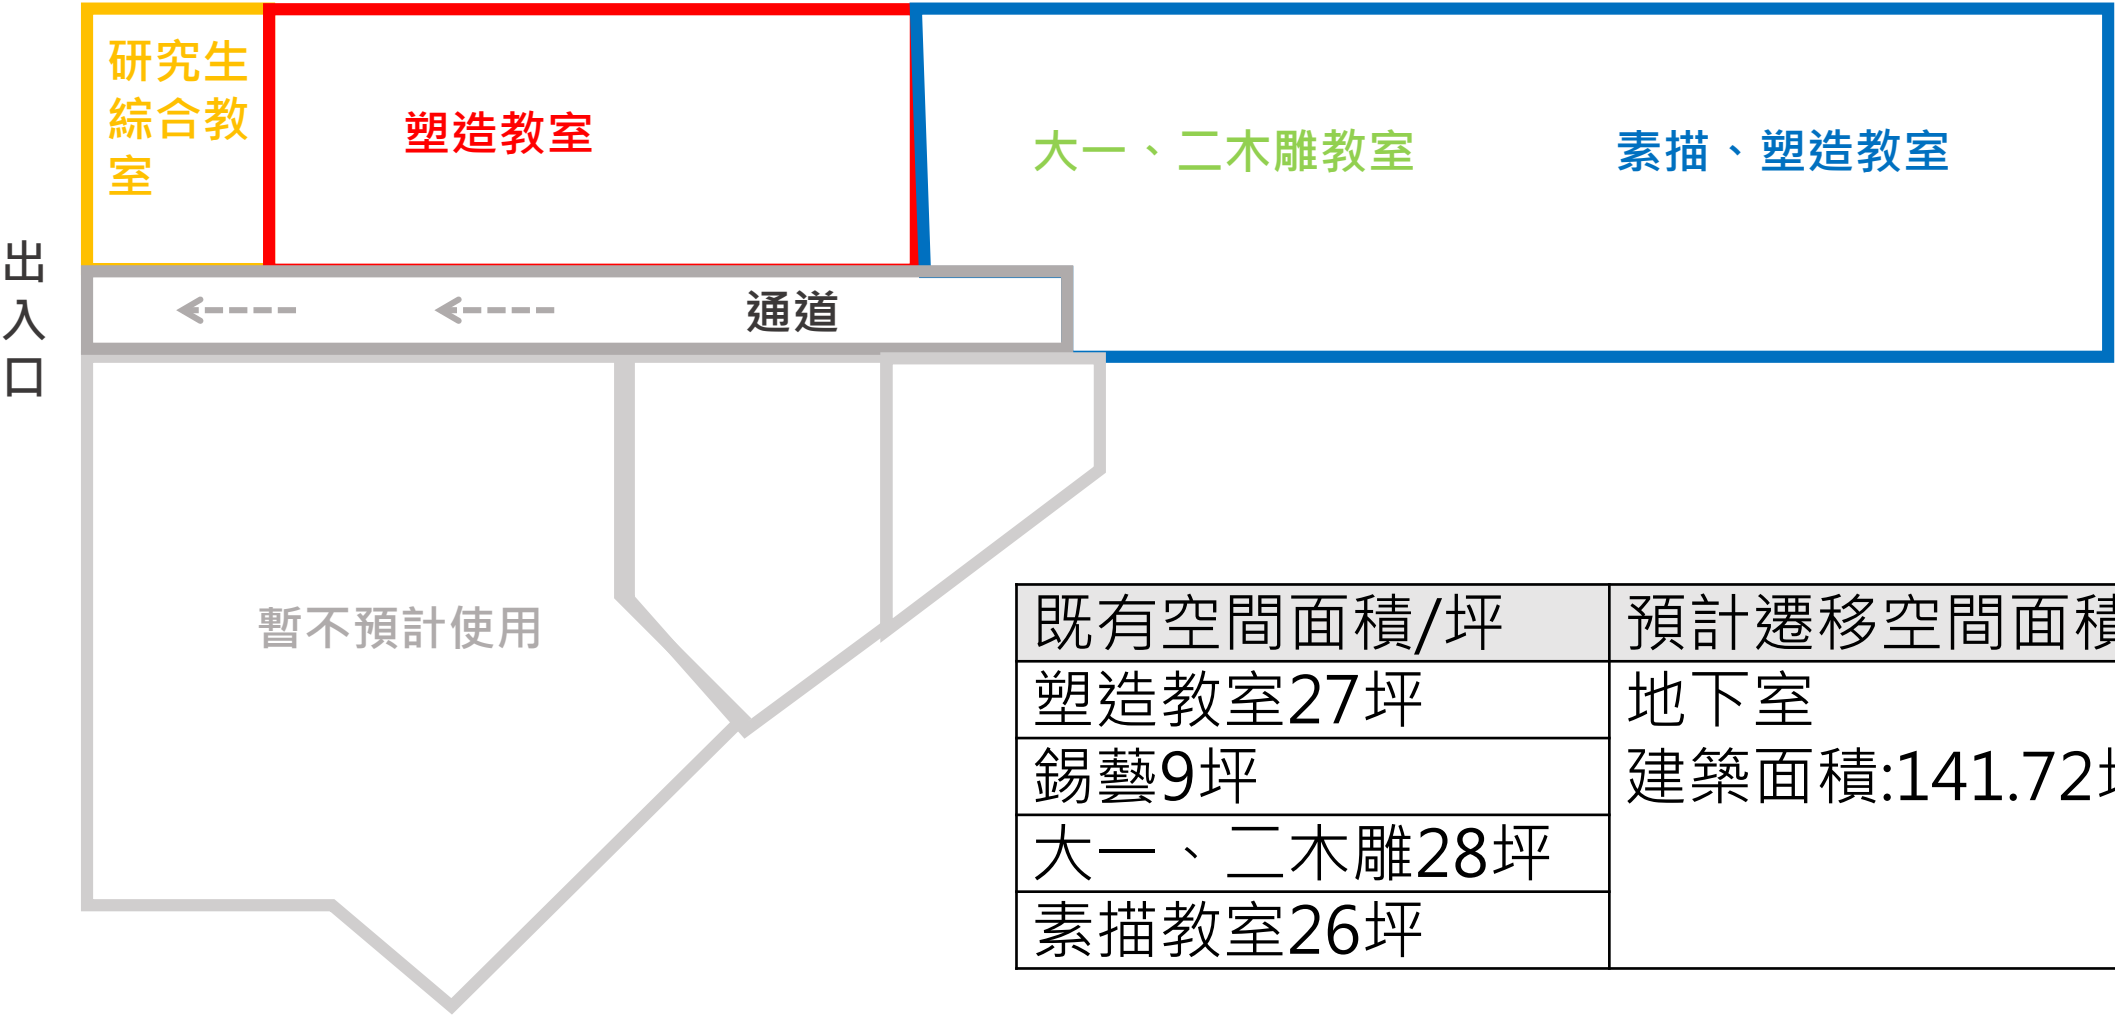 研究生
綜合教
室
塑造教室
大一、二木雕教室
素描、塑造教室
出
入
口
通道
暫不預計使用
既有空間面積/坪
預計遷移空間面積
塑造教室27坪
地下室
錫藝9坪
建築面積:141.72坪
大一、二木雕28坪
素描教室26坪